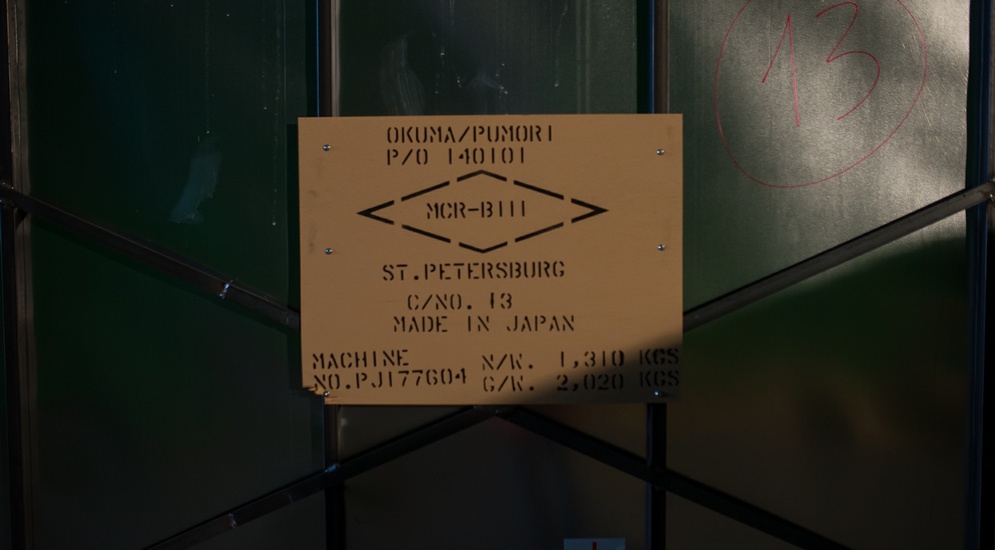 13
OKUMA/PUMORI
P/O 140101
MCR-BIII
ST.PETERSBURG
C/NO. 13
MADE IN JAPAN
MACHINE
NO.PJ177604
N/W. 1,310 KGS
G/W. 2,020 KGS